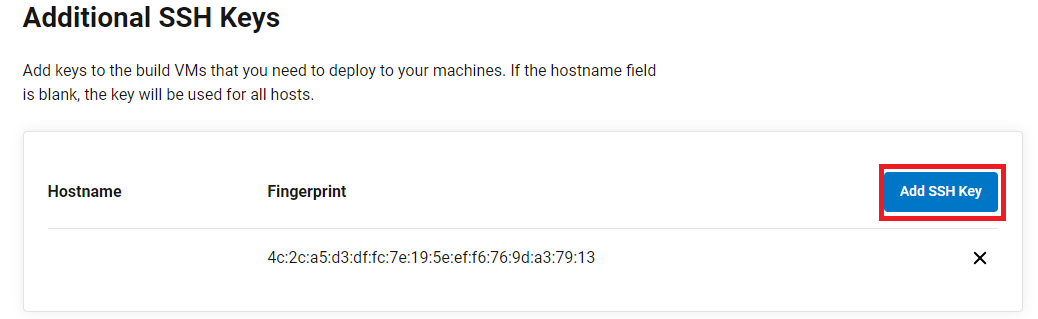 Additional SSH Keys
Add keys to the build VMs that you need to deploy to your machines. If the hostname field
is blank, the key will be used for all hosts.
Hostname Fingerprint Add SSH Key
4c:2c:a5:d3:df:fc:7e:19:5e:ef:f6:76:9d:a3:79:13